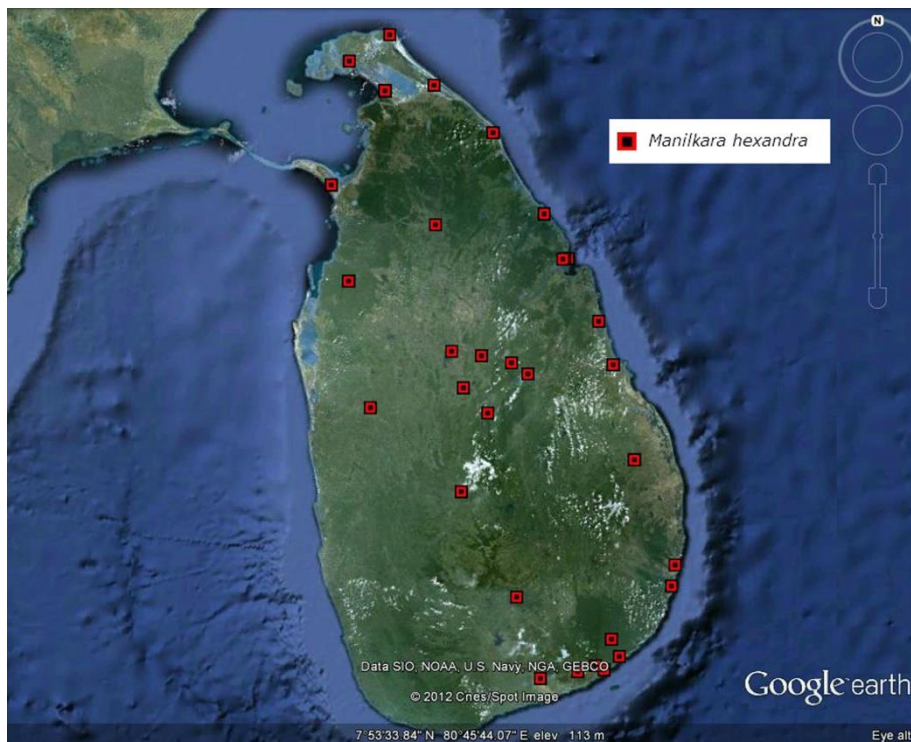 N
Manilkara hexandra
Data SIO, NOAA, U.S. Navy, NGA, GEBCO
© 2012 Cnes/Spot Image
Google earth
7°53'33.84" N 80°45'44.07" E elev 113 m
Eye alt